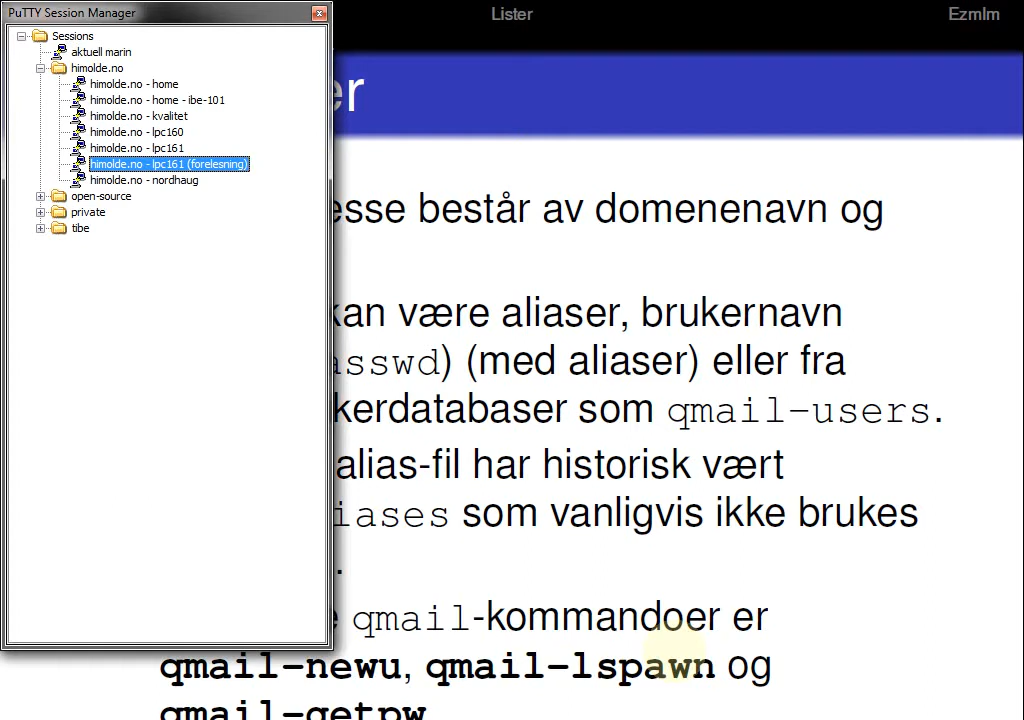 PuTTY Session Manager
Sessions
aktuell marin
himolde.no
himolde.no - home
himolde.no - home - ibe-101
himolde.no - kvalitet
himolde.no - lpc160
himolde.no - lpc161
himolde.no - lpc161 (forelesning)
himolde.no - nordhaug
open-source
private
tibe
Lister Ezmlm
er
esse består av domenenavn og
kan være aliaser, brukernavn
asswd) (med aliaser) eller fra
kerdatabaser som qmail-users.
alias-fil har historisk vært
iases som vanligvis ikke brukes
.
qmail-kommandoer er
qmail-newu, qmail-lspawn og
qmail-getpw